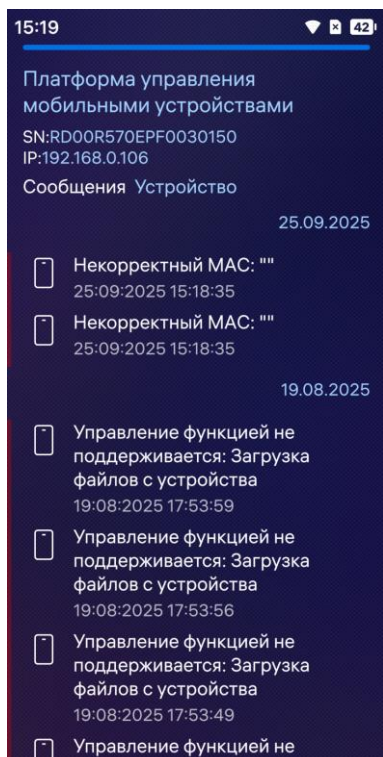 15:19
42
Платформа управления
мобильными устройствами
SN:RD00R570EPF0030150
IP:192.168.0.106
Сообщения Устройство
25.09.2025
Некорректный MAC: ""
25:09:2025 15:18:35
Некорректный MAC: ""
25:09:2025 15:18:35
19.08.2025
Управление функцией не
поддерживается: Загрузка
файлов с устройства
19:08:2025 17:53:59
Управление функцией не
поддерживается: Загрузка
файлов с устройства
19:08:2025 17:53:56
Управление функцией не
поддерживается: Загрузка
файлов с устройства
19:08:2025 17:53:49
Управление функцией не